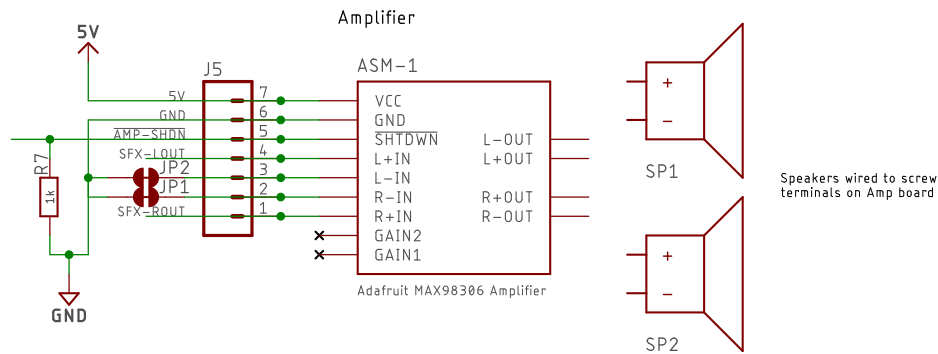 Amplifier
5V
J5
ASM-1
5V
7
VCC
GND
6
GND
AMP-SHDN
5
SHTDWN
L-OUT
SFX-LOUT
4
L+IN
L+OUT
JP2
3
L-IN
JP1
2
R-IN
R+OUT
SFX-ROUT
1
R+IN
R-OUT
GAIN2
GAIN1
R7
1k
GND
Adafruit MAX98306 Amplifier
+
−
SP1
Speakers wired to screw
terminals on Amp board
+
−
SP2